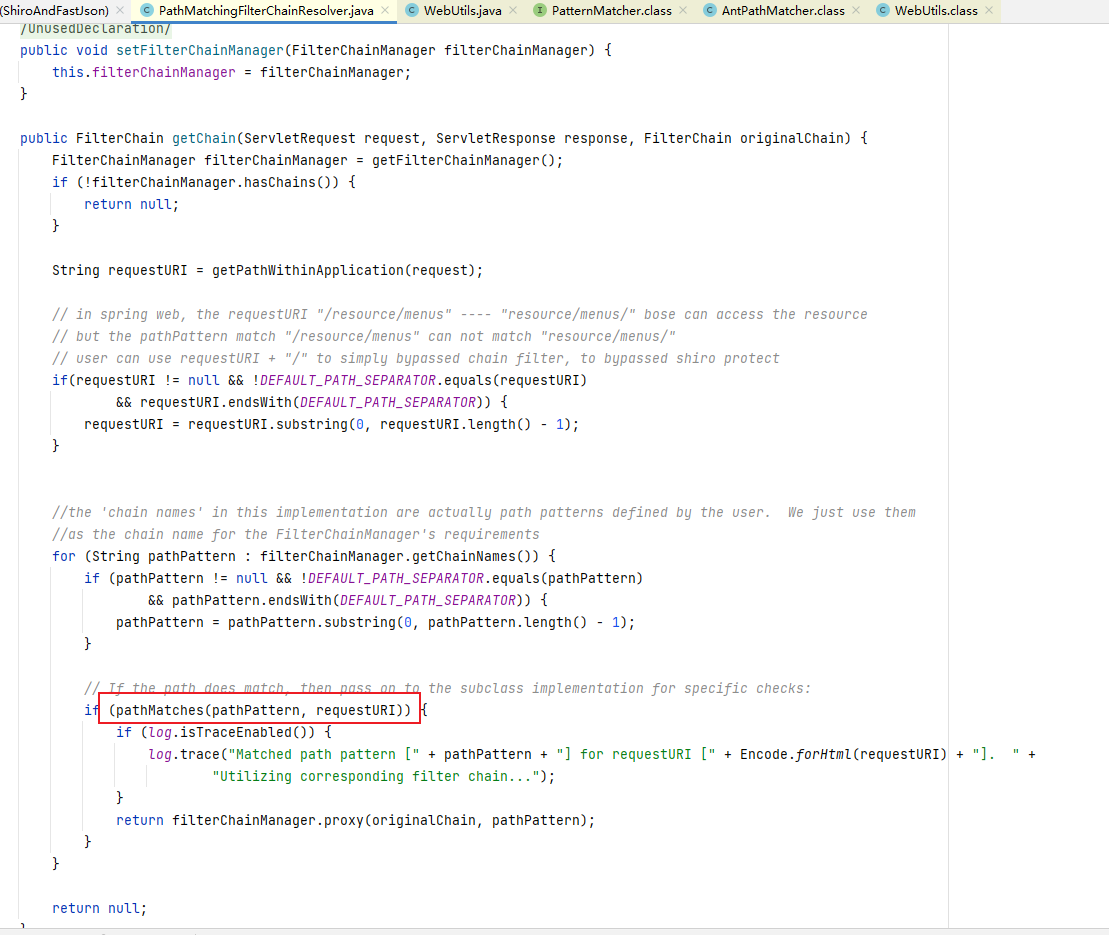 (ShiroAndFastJson) × PathMatchingFilterChainResolver.java × WebUtils.java × PatternMatcher.class × AntPathMatcher.class × WebUtils.class ×
/UnusedDeclaration/
public void setFilterChainManager(FilterChainManager filterChainManager) {
this.filterChainManager = filterChainManager;
}
public FilterChain getChain(ServletRequest request, ServletResponse response, FilterChain originalChain) {
FilterChainManager filterChainManager = getFilterChainManager();
if (!filterChainManager.hasChains()) {
return null;
}
String requestURI = getPathWithinApplication(request);
// in spring web, the requestURI "/resource/menus" ---- "resource/menus/" bose can access the resource
// but the pathPattern match "/resource/menus" can not match "resource/menus/"
// user can use requestURI + "/" to simply bypassed chain filter, to bypassed shiro protect
if(requestURI != null && !DEFAULT_PATH_SEPARATOR.equals(requestURI)
&& requestURI.endsWith(DEFAULT_PATH_SEPARATOR)) {
requestURI = requestURI.substring(0, requestURI.length() - 1);
}
//the 'chain names' in this implementation are actually path patterns defined by the user.  We just use them
//as the chain name for the FilterChainManager's requirements
for (String pathPattern : filterChainManager.getChainNames()) {
if (pathPattern != null && !DEFAULT_PATH_SEPARATOR.equals(pathPattern)
&& pathPattern.endsWith(DEFAULT_PATH_SEPARATOR)) {
pathPattern = pathPattern.substring(0, pathPattern.length() - 1);
}
// If the path does match, then pass on to the subclass implementation for specific checks:
if (pathMatches(pathPattern, requestURI)) {
if (log.isTraceEnabled()) {
log.trace("Matched path pattern [" + pathPattern + "] for requestURI [" + Encode.forHtml(requestURI) + "].  " +
"Utilizing corresponding filter chain...");
}
return filterChainManager.proxy(originalChain, pathPattern);
}
}
return null;
}